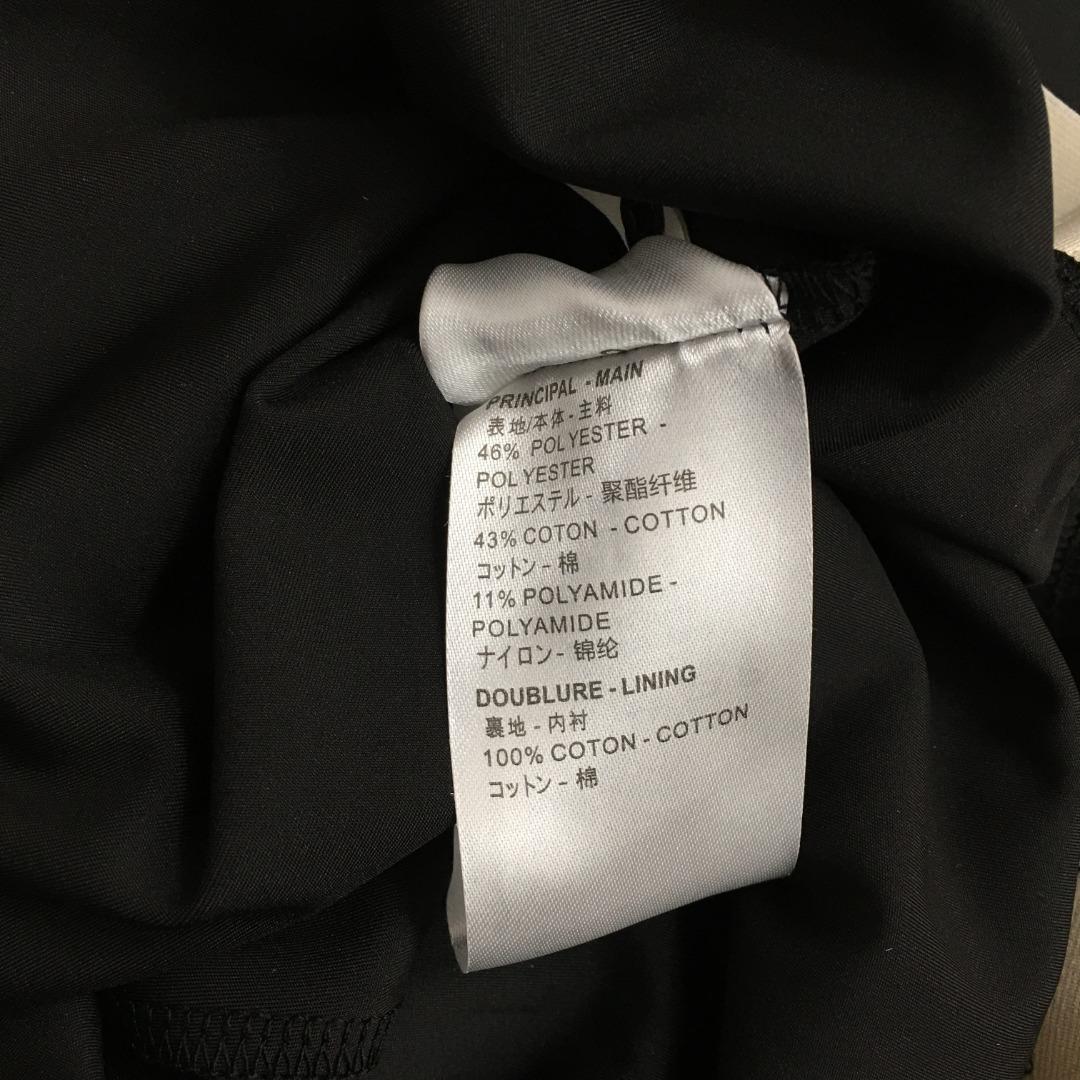 PRINCIPAL - MAIN
表地/本体 - 主料
46% POLYESTER -
POLYESTER
ポリエステル - 聚酯纤维
43% COTON - COTTON
コットン - 棉
11% POLYAMIDE -
POLYAMIDE
ナイロン - 锦纶
DOUBLURE - LINING
裏地 - 内衬
100% COTON - COTTON
コットン - 棉